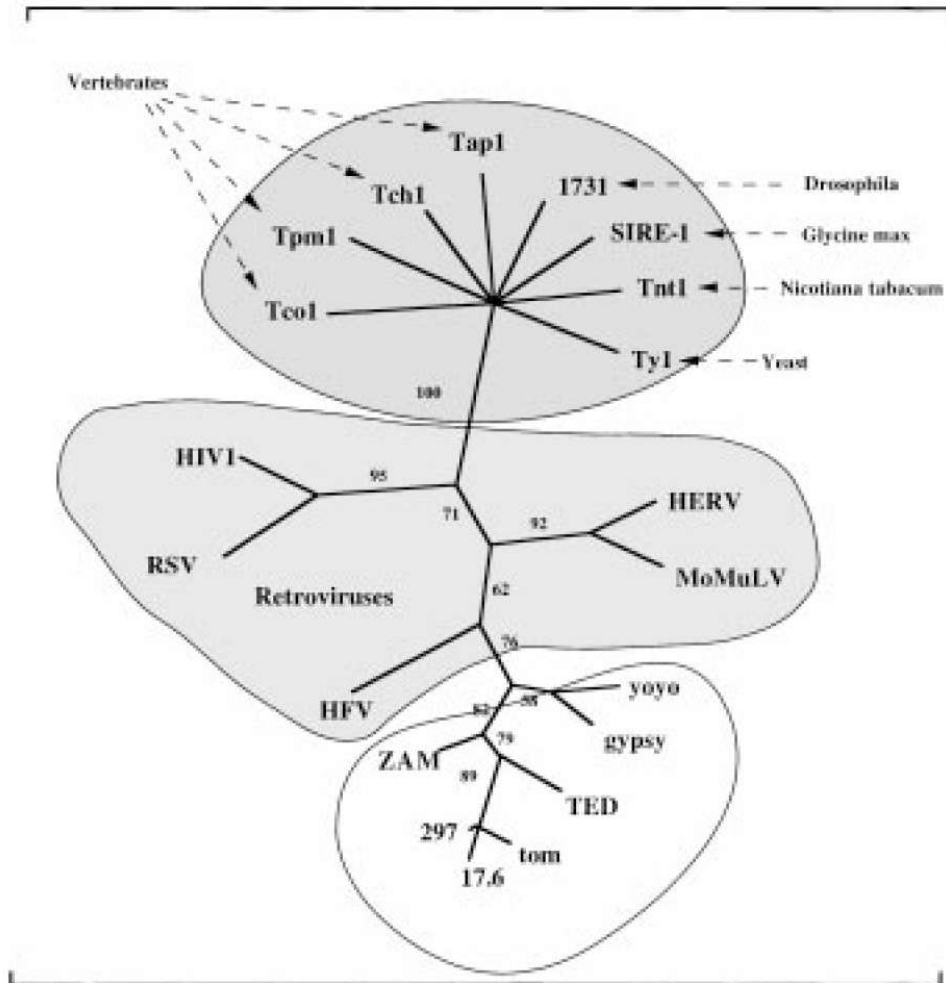 Vertebrates
Tap1
Tch1
1731
Drosophila
Tpm1
SIRE-1
Glycine max
Tco1
Tnt1
Nicotiana tabacum
Ty1
Yeast
100
HIV1
95
HERV
71
92
RSV
MoMuLV
Retroviruses
62
76
HFV
58
yoyo
82
gypsy
ZAM
79
89
TED
297
tom
17.6